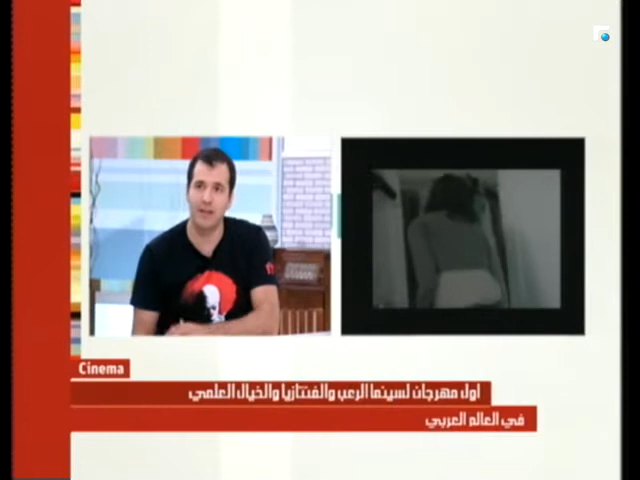 Cinema
اول مهرجان لسينما الرعب والفنتازيا والخيال العلمي
في العالم العربي